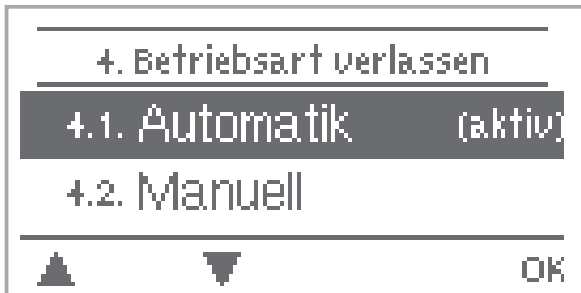 4. Betriebsart verlassen
4.1. Automatik (aktiv)
4.2. Manuell
OK